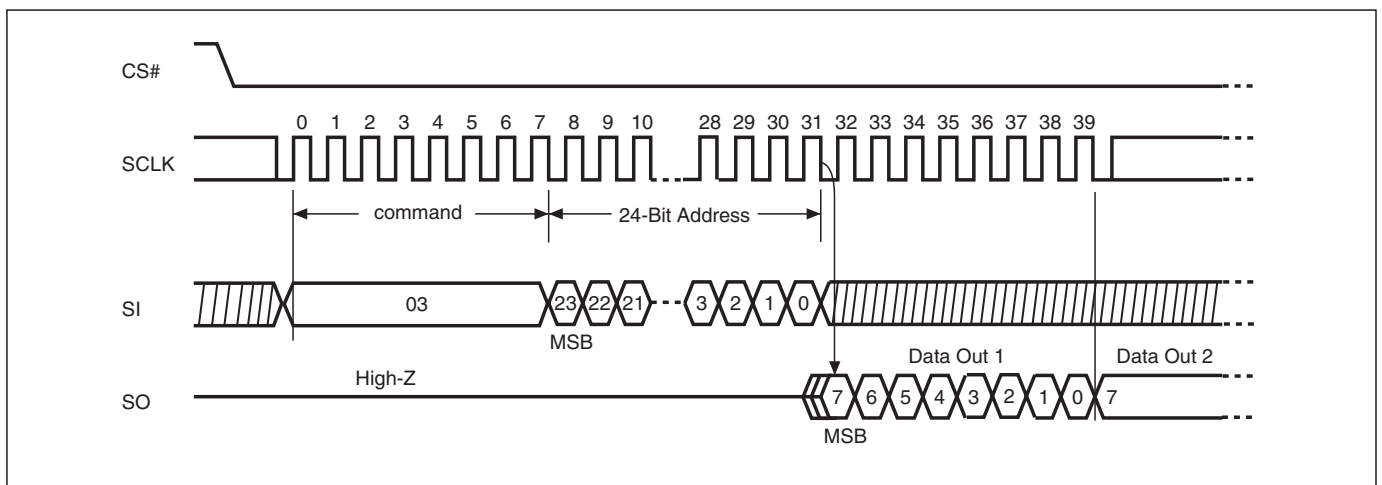 CS#
0 1 2 3 4 5 6 7 8 9 10 28 29 30 31 32 33 34 35 36 37 38 39
SCLK
command 24-Bit Address
SI 03 23 22 21 3 2 1 0
MSB
Data Out 1 Data Out 2
High-Z
SO 7 6 5 4 3 2 1 0 7
MSB